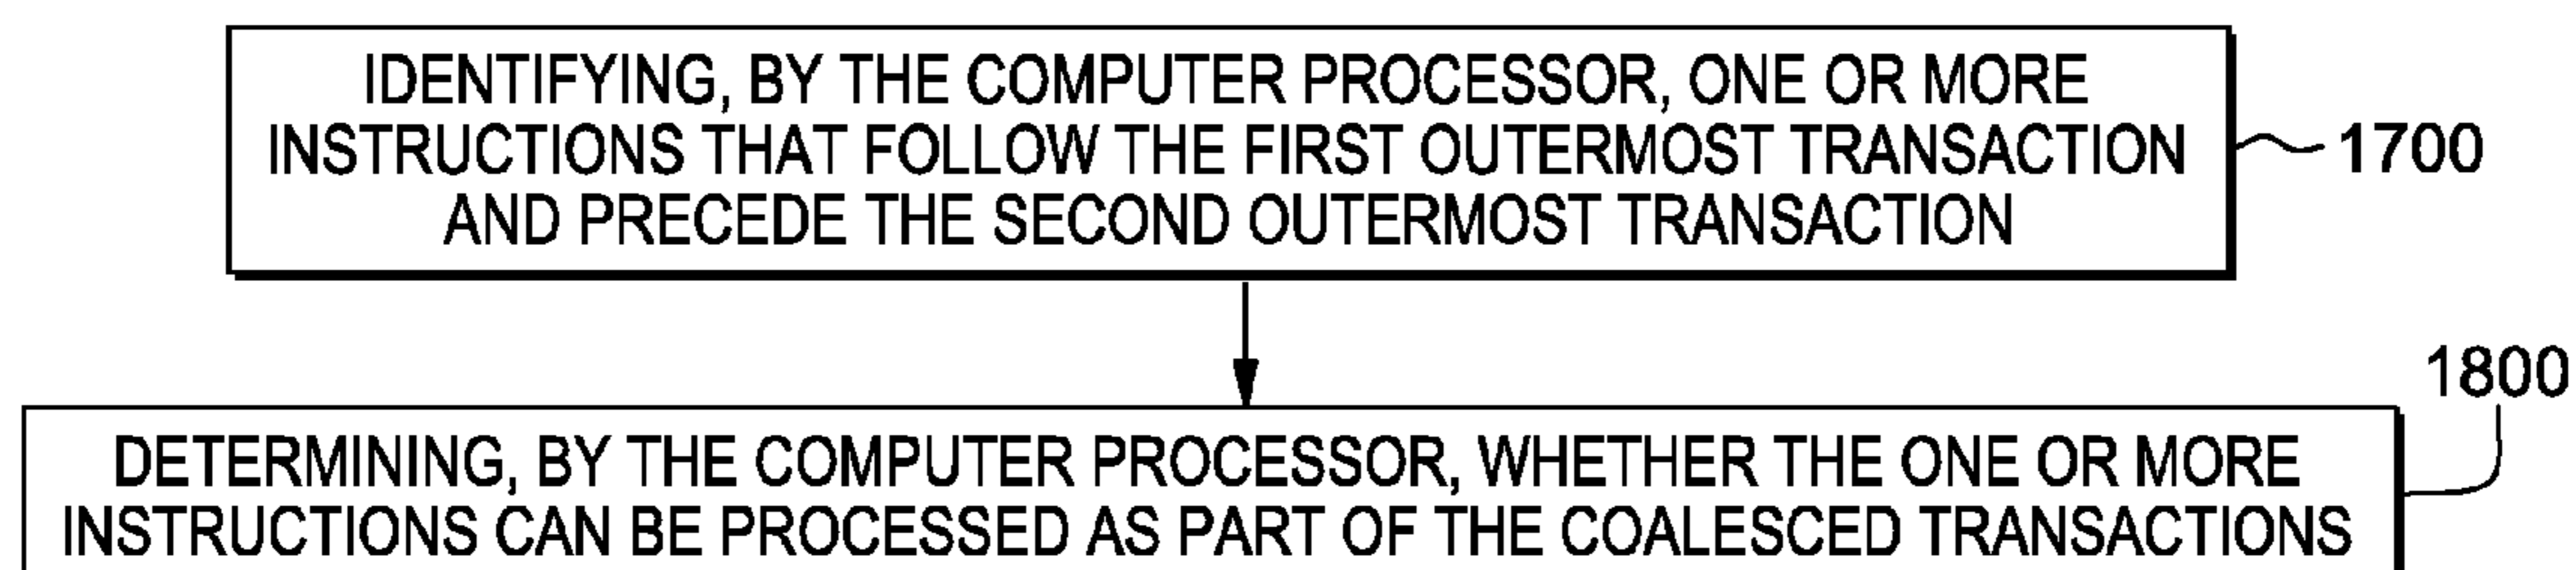 IDENTIFYING, BY THE COMPUTER PROCESSOR, ONE OR MORE
INSTRUCTIONS THAT FOLLOW THE FIRST OUTERMOST TRANSACTION
AND PRECEDE THE SECOND OUTERMOST TRANSACTION
1700
1800
DETERMINING, BY THE COMPUTER PROCESSOR, WHETHER THE ONE OR MORE
INSTRUCTIONS CAN BE PROCESSED AS PART OF THE COALESCED TRANSACTIONS